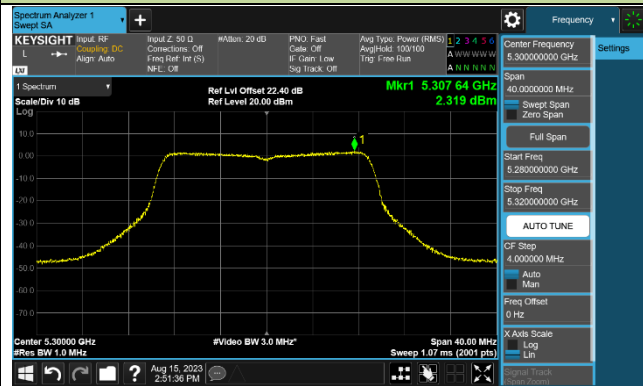 Spectrum Analyzer 1
Swept SA
Frequency
KEYSIGHT Input: RF
Coupling: DC
Align: Auto
Input Z: 50 Ω
Corrections: Off
Freq Ref: Int (S)
NFE: Off
#Atten: 20 dB
PNO: Fast
Gate: Off
IF Gain: Low
Sig Track: Off
Avg Type: Power (RMS)
Avg|Hold: 100/100
Trig: Free Run
1 2 3 4 5 6
A W W W W W
A N N N N N
L
LXI
Center Frequency
5.300000000 GHz
Settings
Span
40.0000000 MHz
Swept Span
Zero Span
Full Span
Start Freq
5.280000000 GHz
Stop Freq
5.320000000 GHz
AUTO TUNE
CF Step
4.000000 MHz
Auto
Man
Freq Offset
0 Hz
X Axis Scale
Log
Lin
Signal Track
(Span Zoom)
1 Spectrum
Scale/Div 10 dB
Log
Ref Lvl Offset 22.40 dB
Ref Level 20.00 dBm
Mkr1 5.307 64 GHz
2.319 dBm
10.0
0.00
-10.0
-20.0
-30.0
-40.0
-50.0
-60.0
-70.0
1
Center 5.30000 GHz
#Res BW 1.0 MHz
#Video BW 3.0 MHz*
Span 40.00 MHz
Sweep 1.07 ms (2001 pts)
Aug 15, 2023
2:51:36 PM